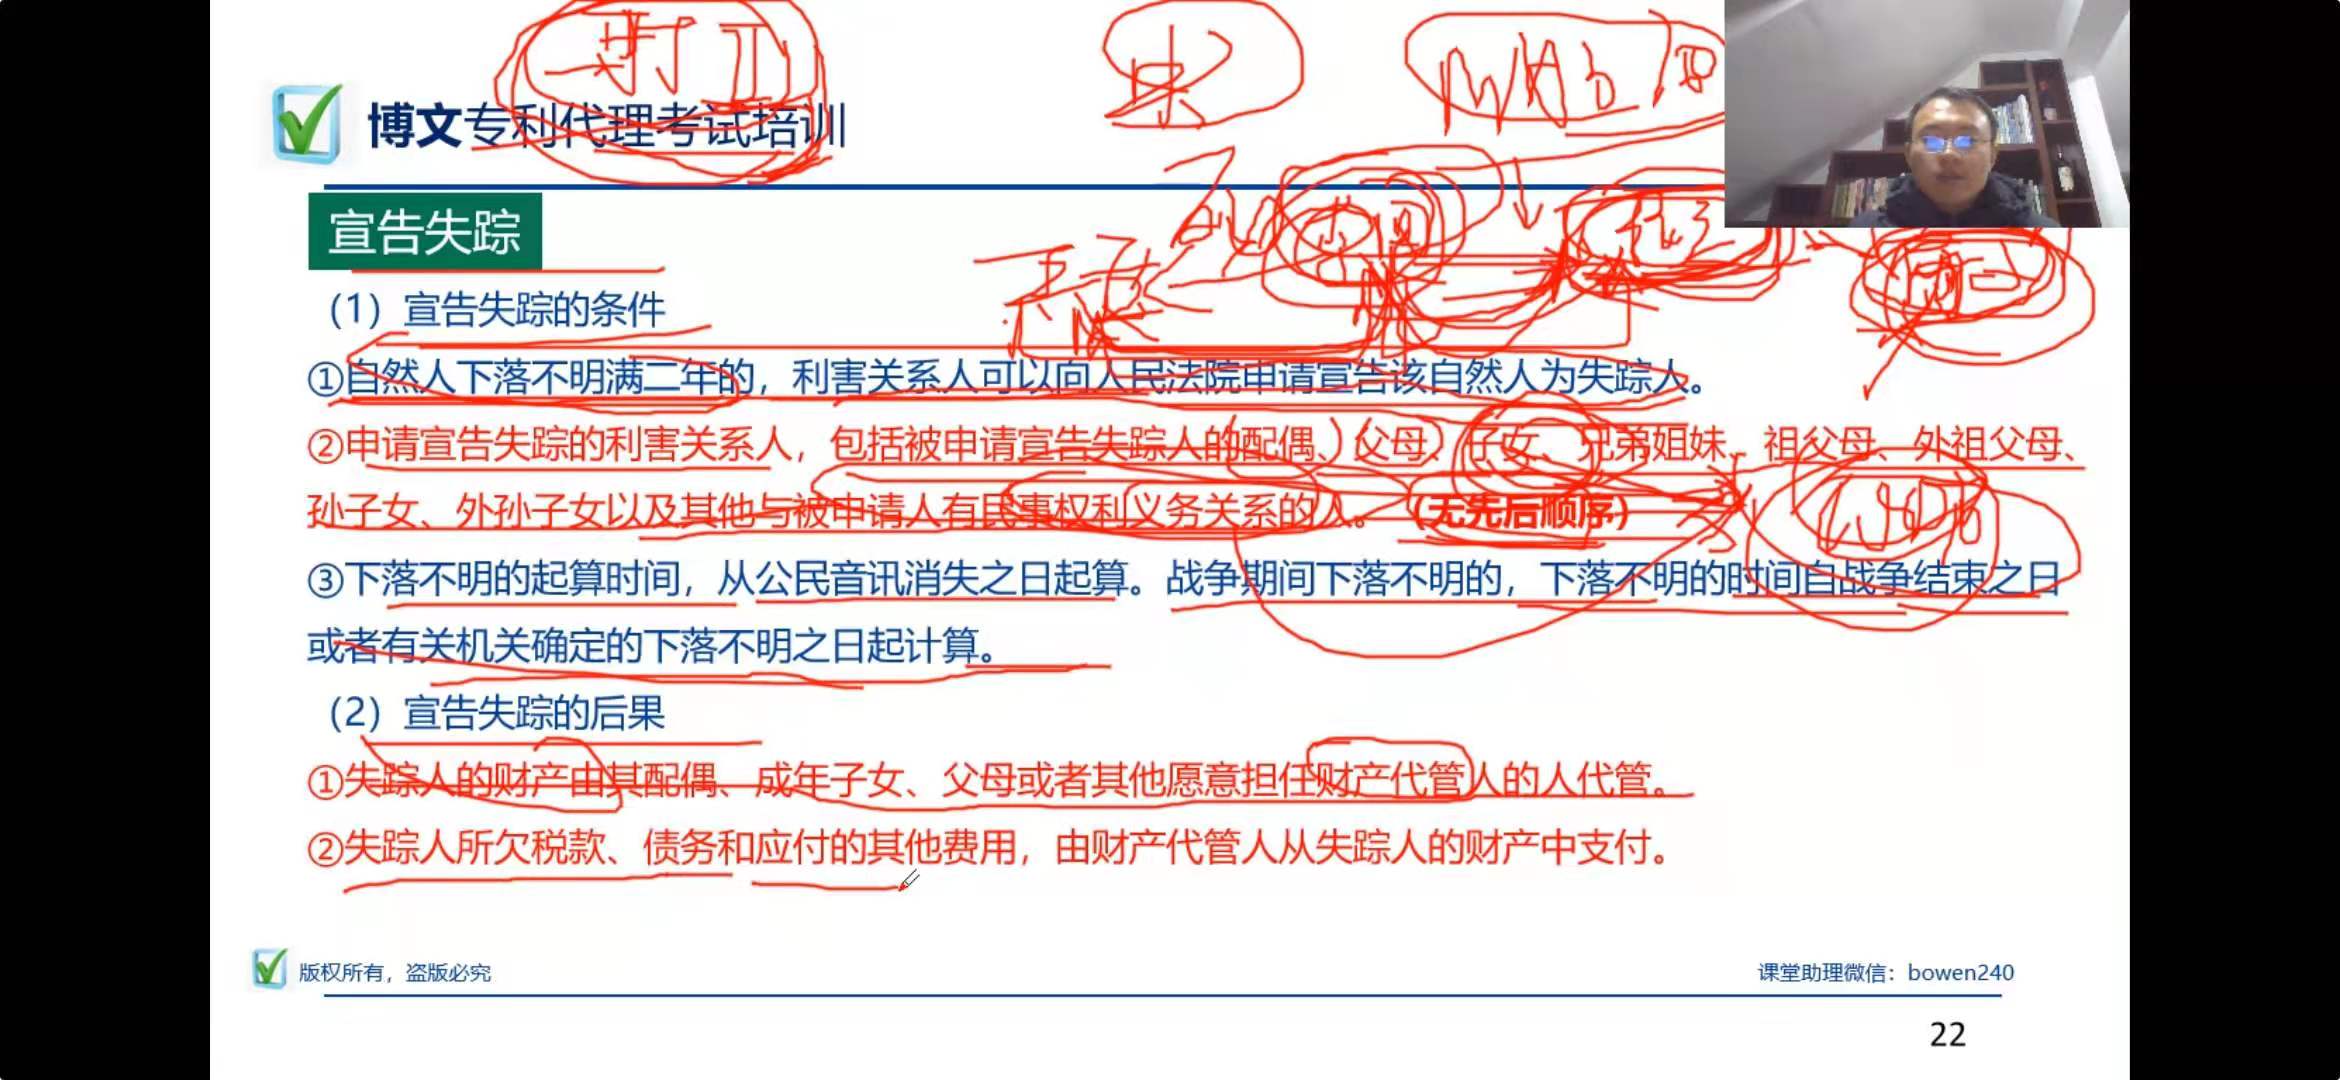 博文专利代理考试培训
宣告失踪
（1）宣告失踪的条件
①自然人下落不明满二年的，利害关系人可以向人民法院申请宣告该自然人为失踪人。
②申请宣告失踪的利害关系人，包括被申请宣告失踪人的配偶、父母、子女、兄弟姐妹、祖父母、外祖父母、
孙子女、外孙子女以及其他与被申请人有民事权利义务关系的人。（无先后顺序）
③下落不明的起算时间，从公民音讯消失之日起算。战争期间下落不明的，下落不明的时间自战争结束之日
或者有关机关确定的下落不明之日起计算。
（2）宣告失踪的后果
①失踪人的财产由其配偶、成年子女、父母或者其他愿意担任财产代管人的人代管。
②失踪人所欠税款、债务和应付的其他费用，由财产代管人从失踪人的财产中支付。
版权所有，盗版必究
课堂助理微信：bowen240
22